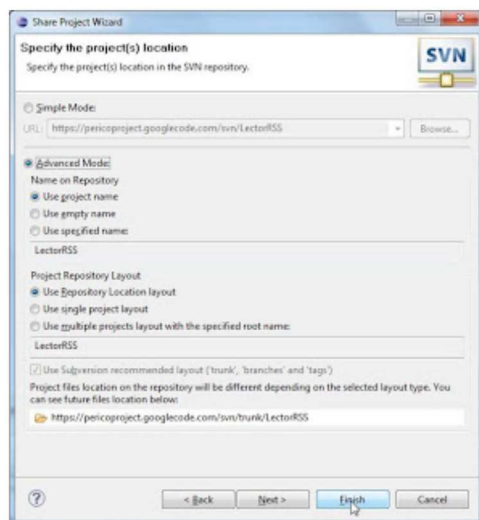 Share Project Wizard
Specify the project(s) location
Specify the project(s) location in the SVN repository.
SVN
Simple Mode:
URL: https://pericoproject.googlecode.com/svn/LectorRSS
Browse...
Advanced Mode:
Name on Repository
Use project name
Use empty name
Use specified name:
LectorRSS
Project Repository Layout
Use Repository Location layout
Use single project layout
Use multiple projects layout with the specified root name:
LectorRSS
Use Subversion recommended layout ('trunk', 'branches' and 'tags')
Project files location on the repository will be different depending on the selected layout type. You
can see future files location below:
https://pericoproject.googlecode.com/svn/trunk/LectorRSS
? < Back Next > Finish Cancel